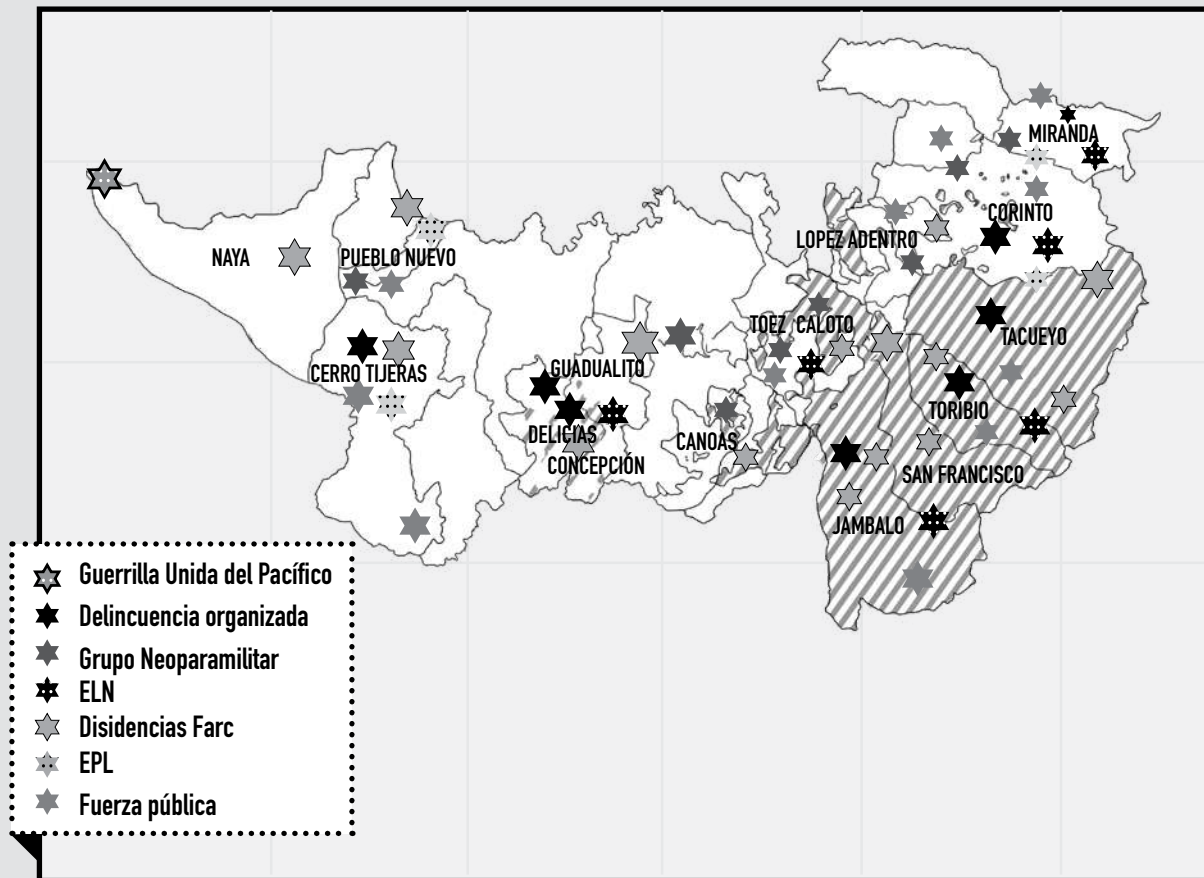 MIRANDA
CORINTO
LOPEZ ADENTRO
NAYA
PUEBLO NUEVO
TOEZ CALOTO
TACUEYO
GUADUALITO
CERRO TIJERAS
TORIBIO
DELICIAS
CANOAS
CONCEPCIÓN
SAN FRANCISCO
JAMBALO
Guerrilla Unida del Pacífico
Delincuencia organizada
Grupo Neoparamilitar
ELN
Disidencias Farc
EPL
Fuerza pública